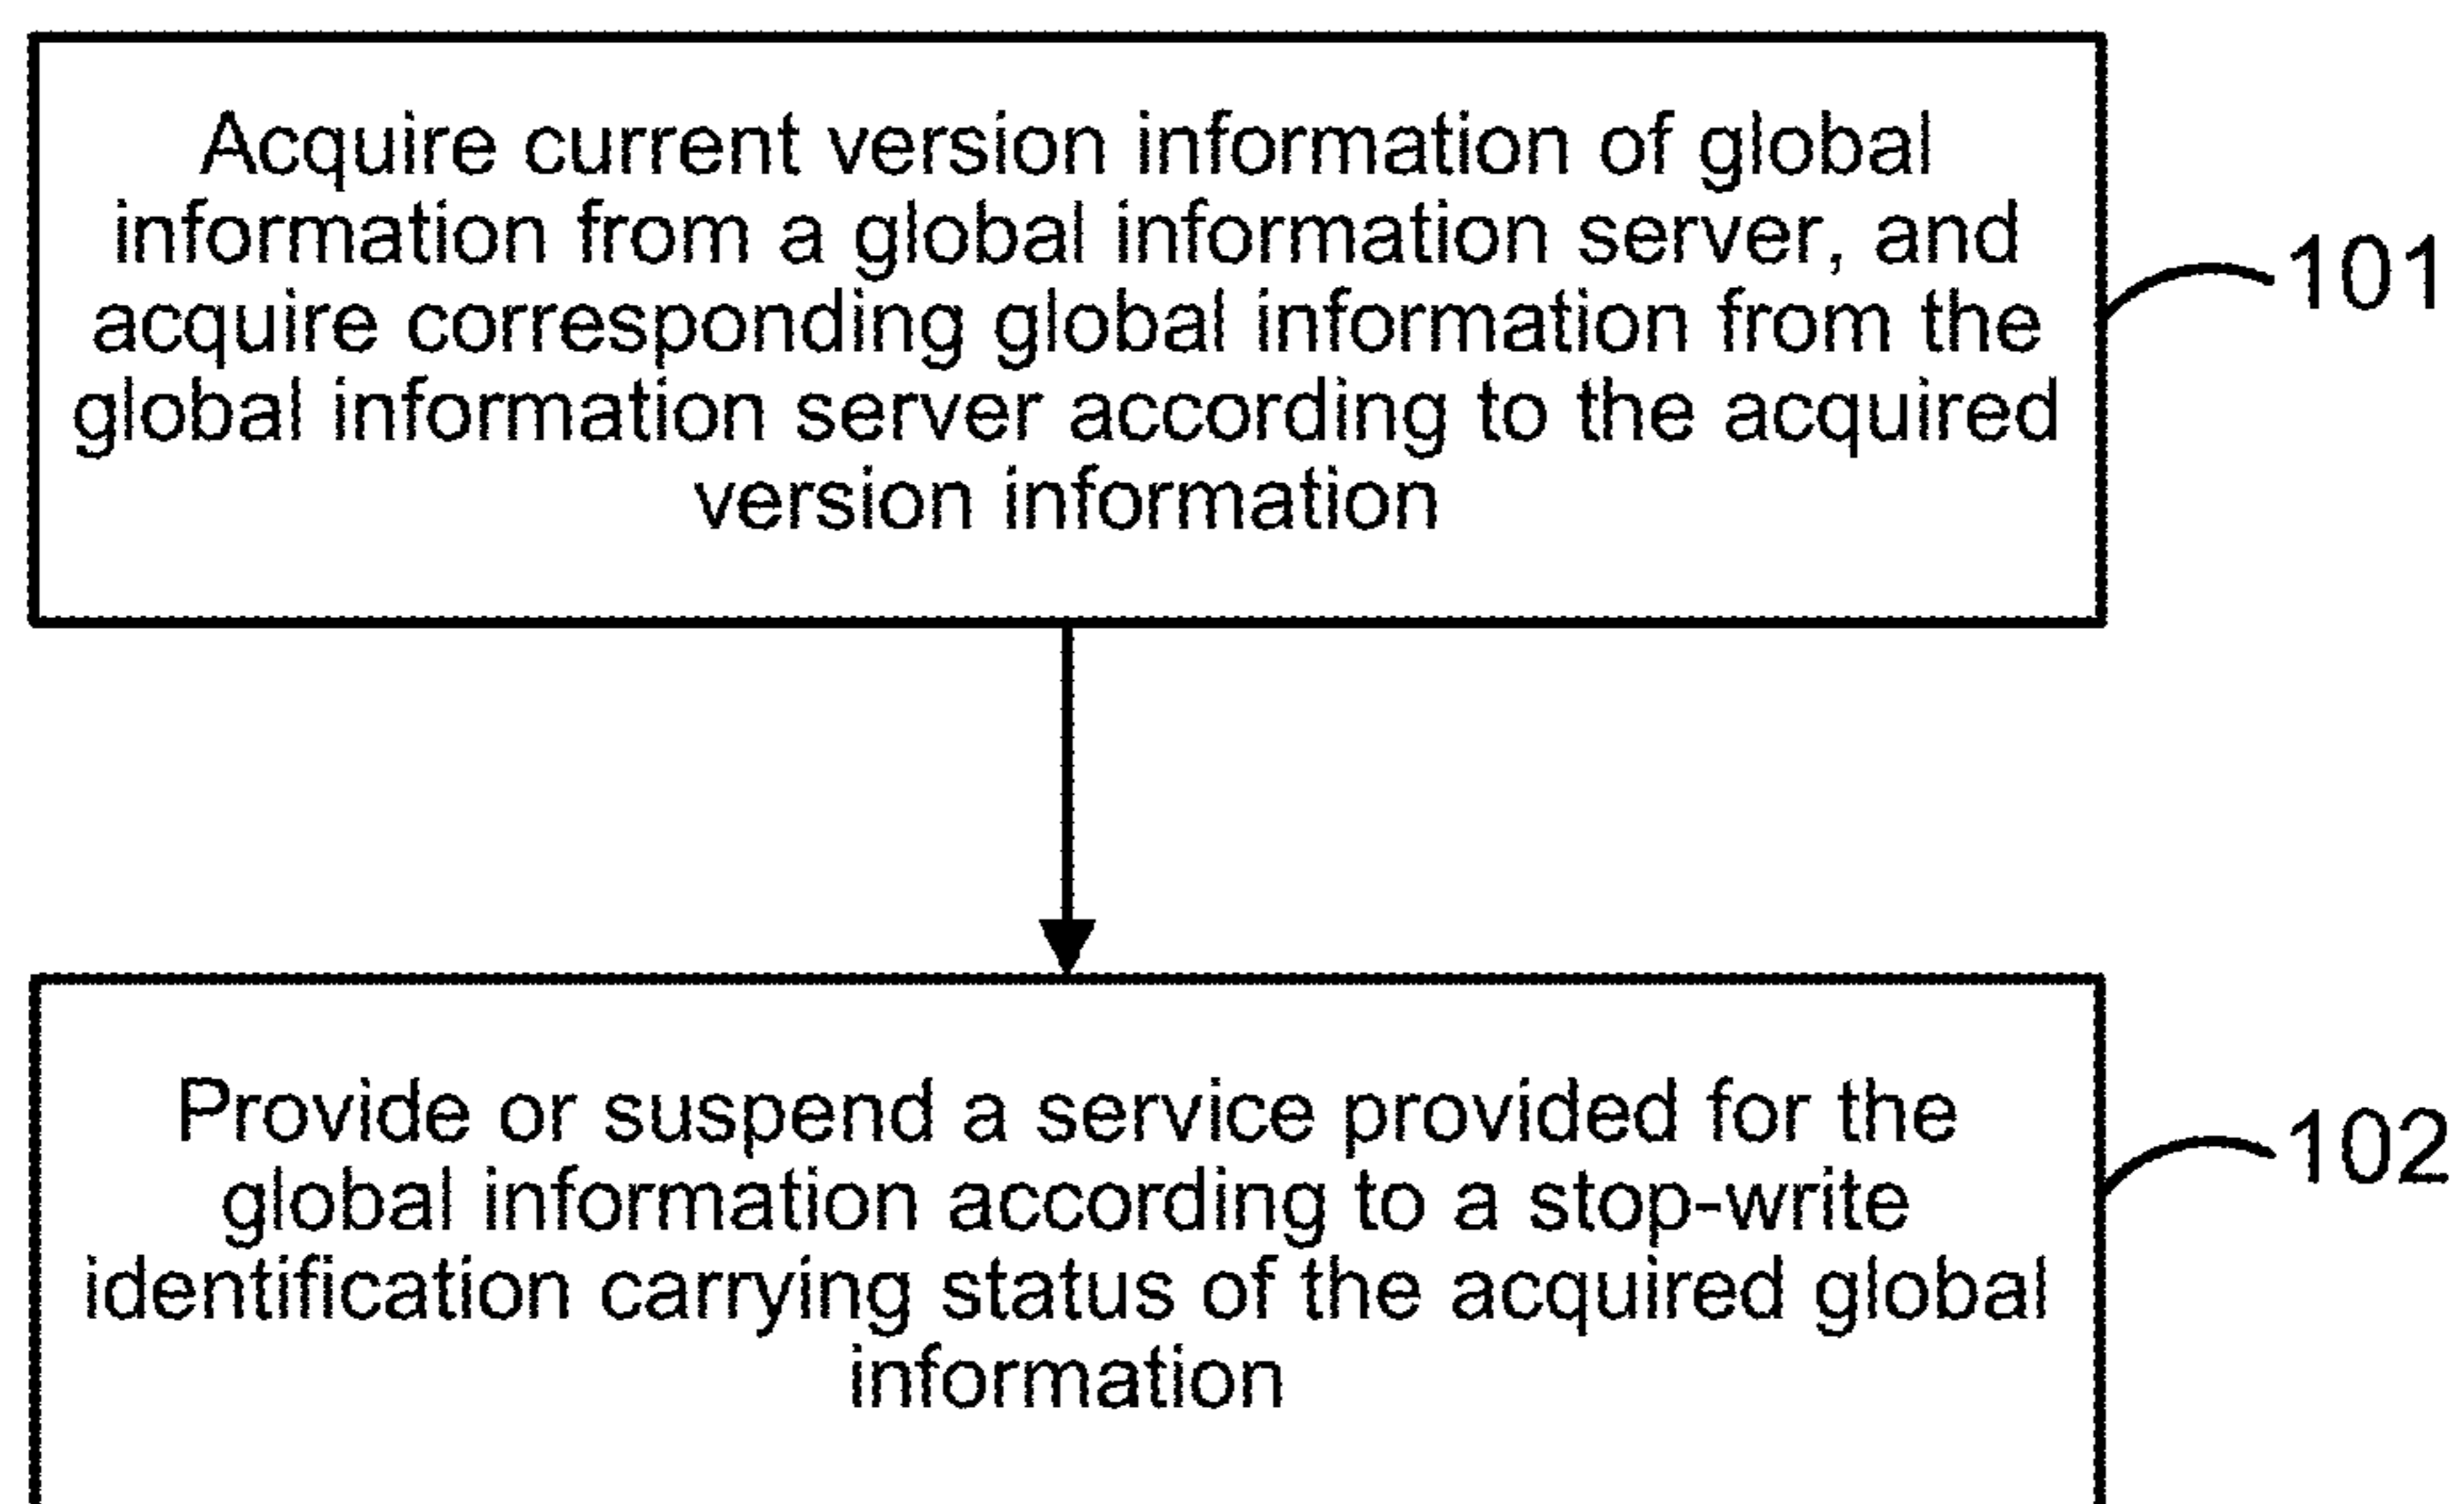 Acquire current version information of global
information from a global information server, and
acquire corresponding global information from the
global information server according to the acquired
version information
101
Provide or suspend a service provided for the
global information according to a stop-write
identification carrying status of the acquired global
information
102